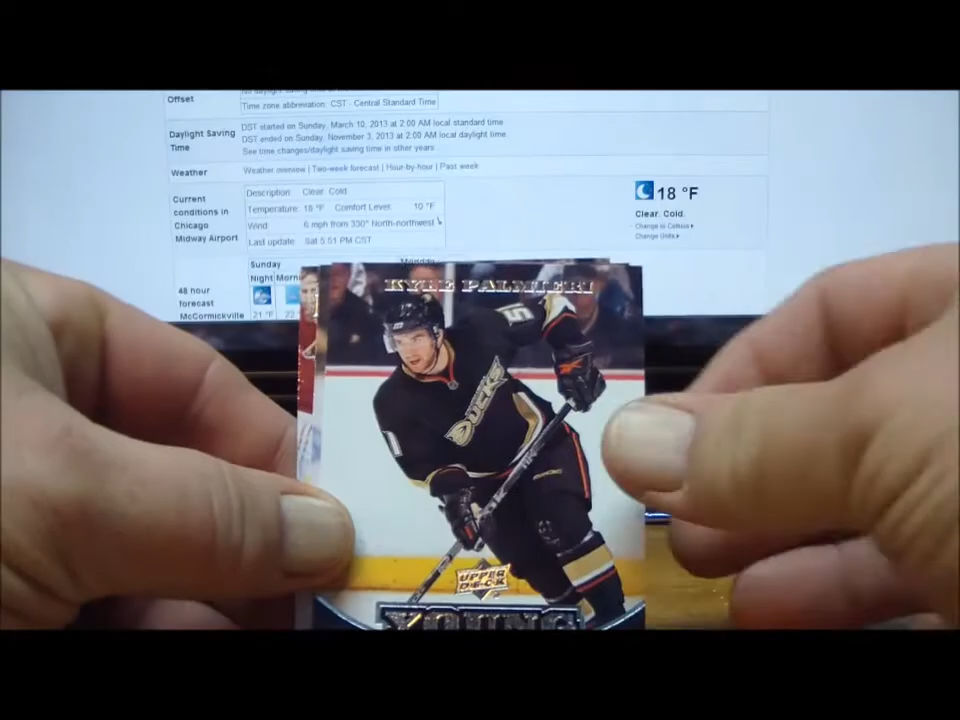 Offset
Time zone abbreviation: CST - Central Standard Time
Daylight Saving Time
DST started on Sunday, March 10, 2013 at 2:00 AM local standard time
DST ended on Sunday, November 3, 2013 at 2:00 AM local daylight time.
See time changes/daylight saving time in other years
Weather
Weather overview | Two-week forecast | Hour-by-hour | Past week
Current
conditions in
Chicago
Midway Airport
Description: Clear. Cold
Temperature: 18 °F Comfort Level 10 °F
Wind 6 mph from 330° North-northwest
Last update: Sat 5:51 PM CST
18 °F
Clear. Cold.
Change to Celsius
Change Units
48 hour
forecast
McCormickville
Sunday
Night
21 °F
KYLE PALMIERI
51
DUCKS
UPPER
DECK
YOUNG